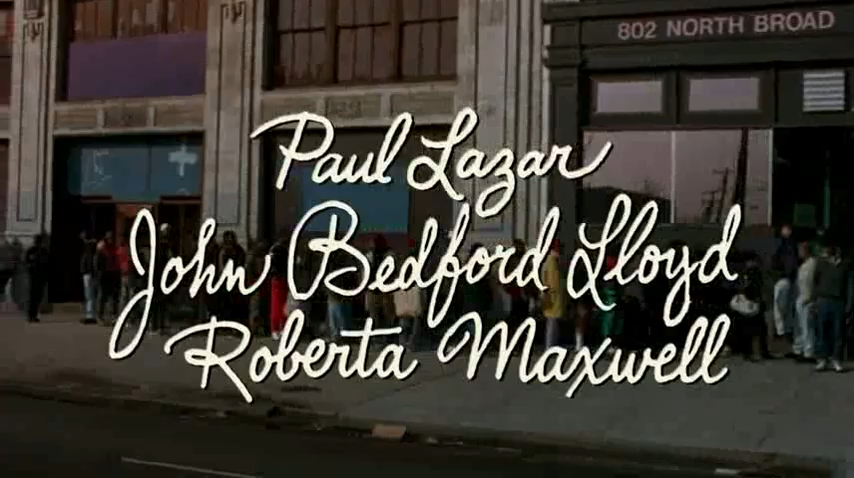 802 NORTH BROAD
Paul Lazar
John Bedford Lloyd
Roberta Maxwell